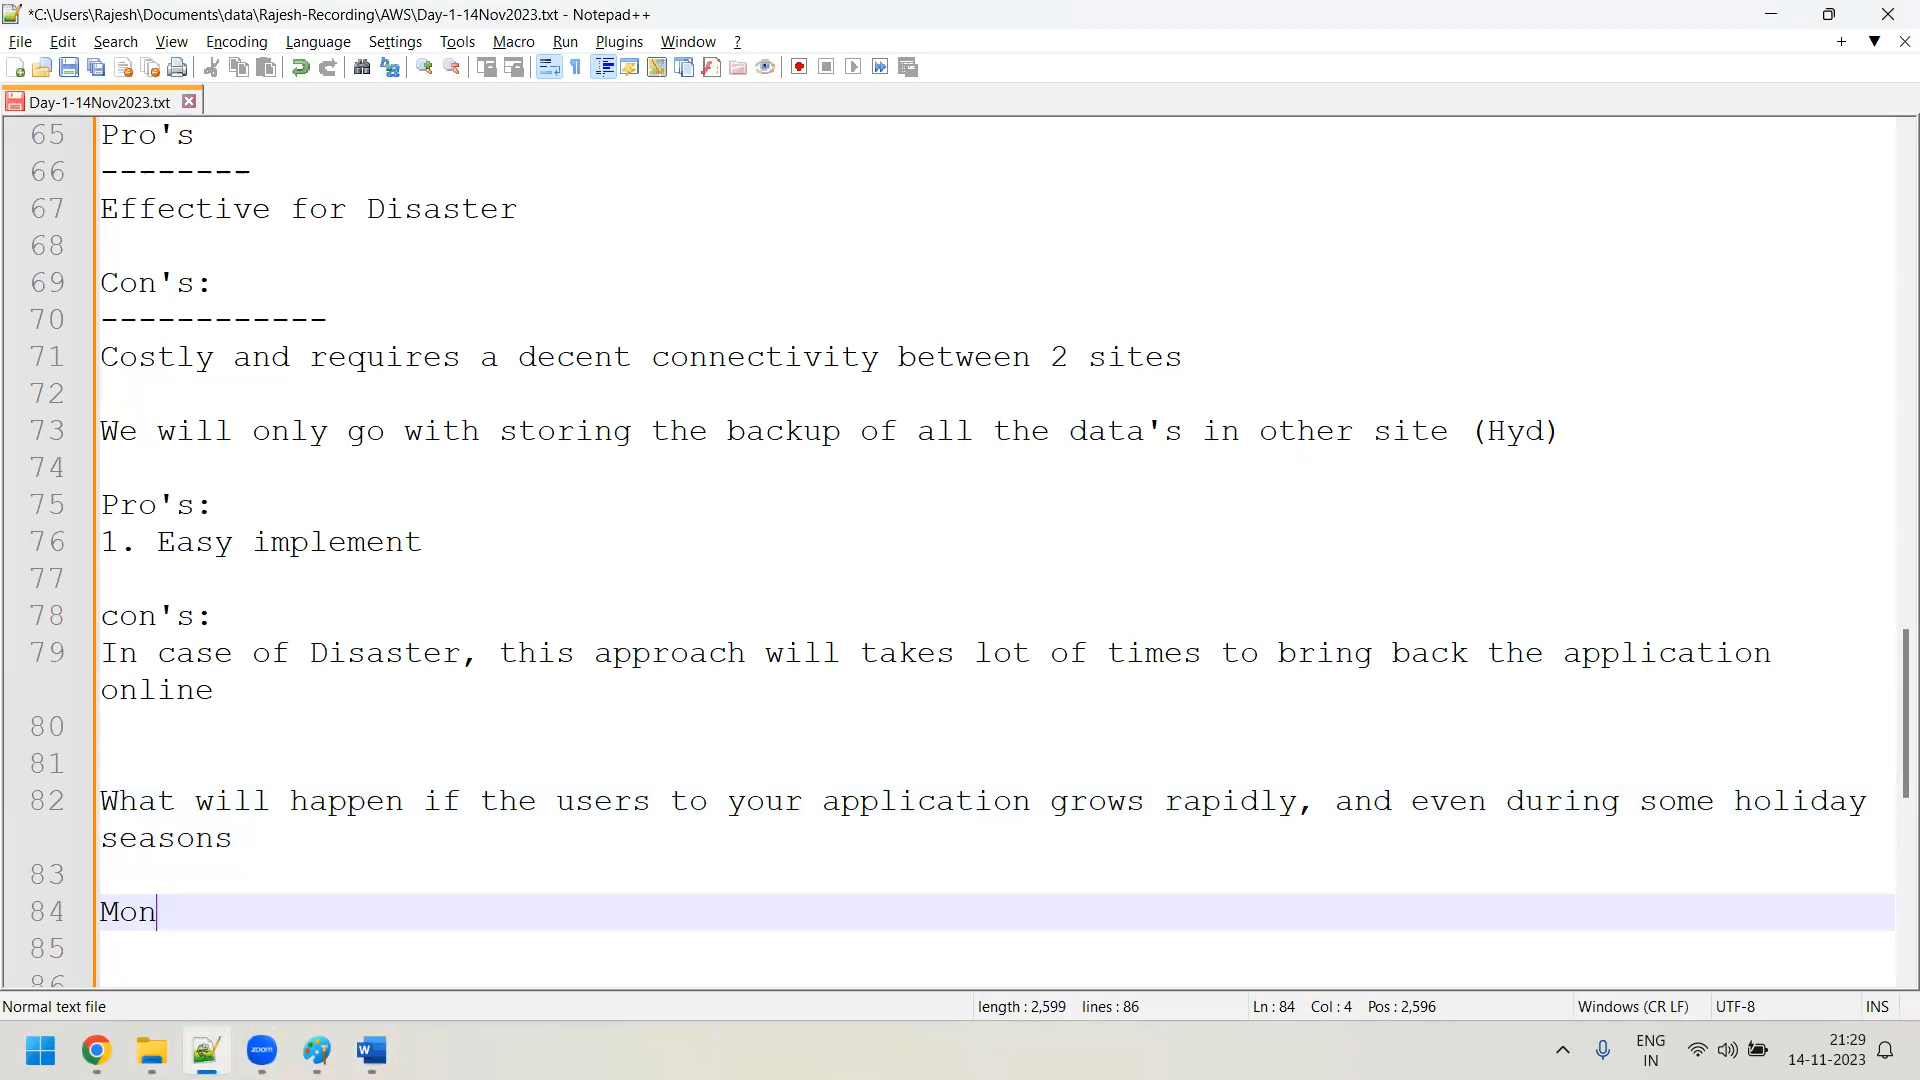 *C:\Users\Rajesh\Documents\data\Rajesh-Recording\AWS\Day-1-14Nov2023.txt - Notepad++
File Edit Search View Encoding Language Settings Tools Macro Run Plugins Window ?
Day-1-14Nov2023.txt
65 Pro's
66 --------
67 Effective for Disaster
68
69 Con's:
70 ------------
71 Costly and requires a decent connectivity between 2 sites
72
73 We will only go with storing the backup of all the data's in other site (Hyd)
74
75 Pro's:
76 1. Easy implement
77
78 con's:
79 In case of Disaster, this approach will takes lot of times to bring back the application
online
80
81
82 What will happen if the users to your application grows rapidly, and even during some holiday
seasons
83
84 Mon
85
86
Normal text file length : 2,599 lines : 86 Ln : 84 Col : 4 Pos : 2,596 Windows (CR LF) UTF-8 INS
zoom W ENG IN 21:29
14-11-2023